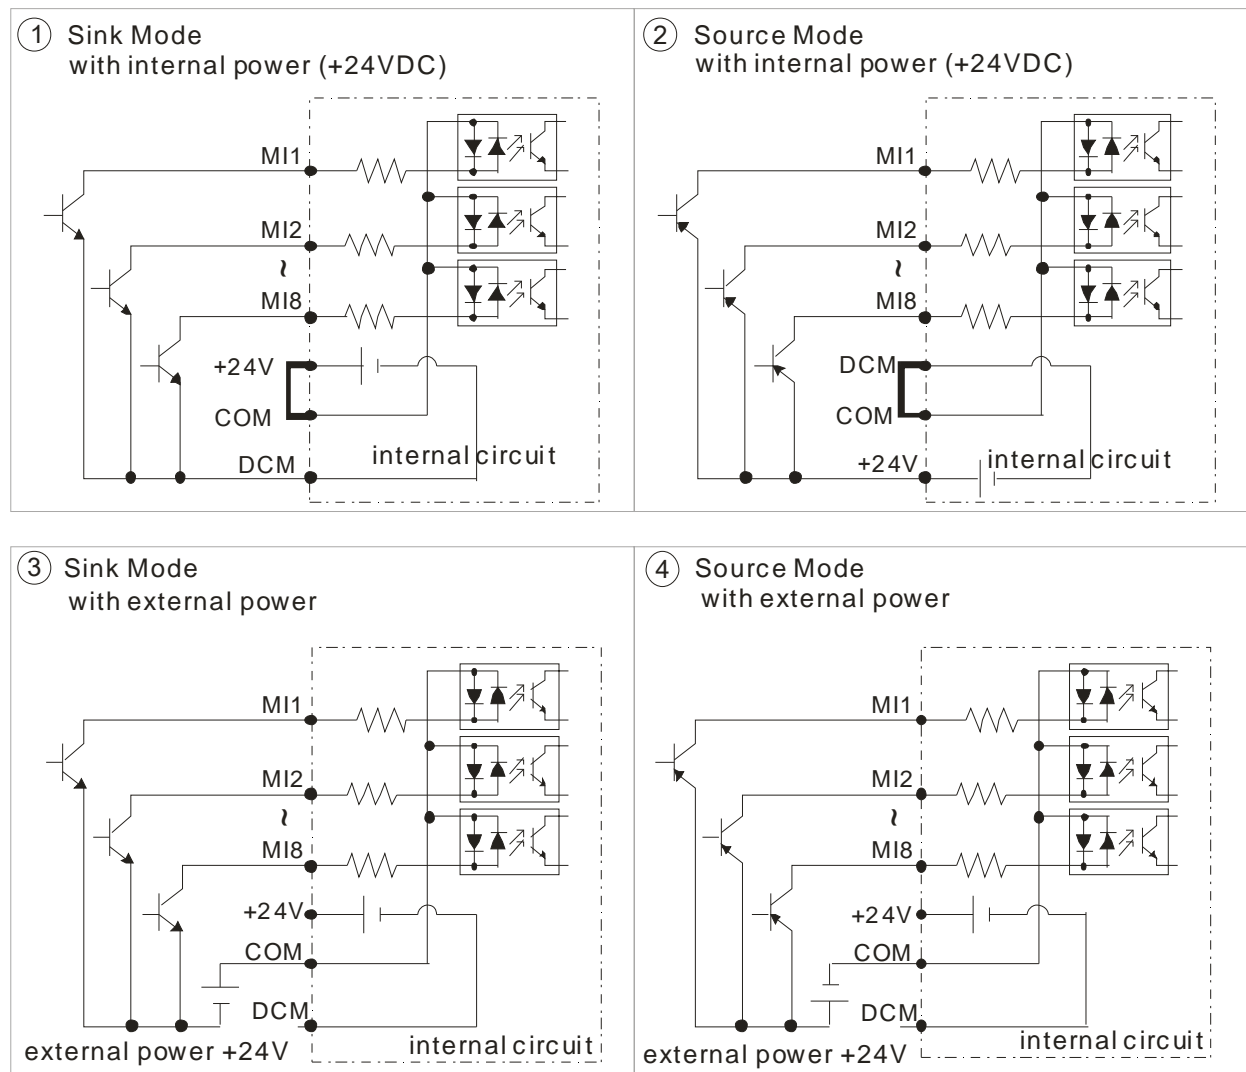 1 Sink Mode
with internal power (+24VDC)
MI1
MI2
~
MI8
+24V
COM
DCM
internal circuit
2 Source Mode
with internal power (+24VDC)
MI1
MI2
~
MI8
DCM
COM
+24V
internal circuit
3 Sink Mode
with external power
MI1
MI2
~
MI8
+24V
COM
DCM
external power +24V
internal circuit
4 Source Mode
with external power
MI1
MI2
~
MI8
+24V
COM
DCM
external power +24V
internal circuit